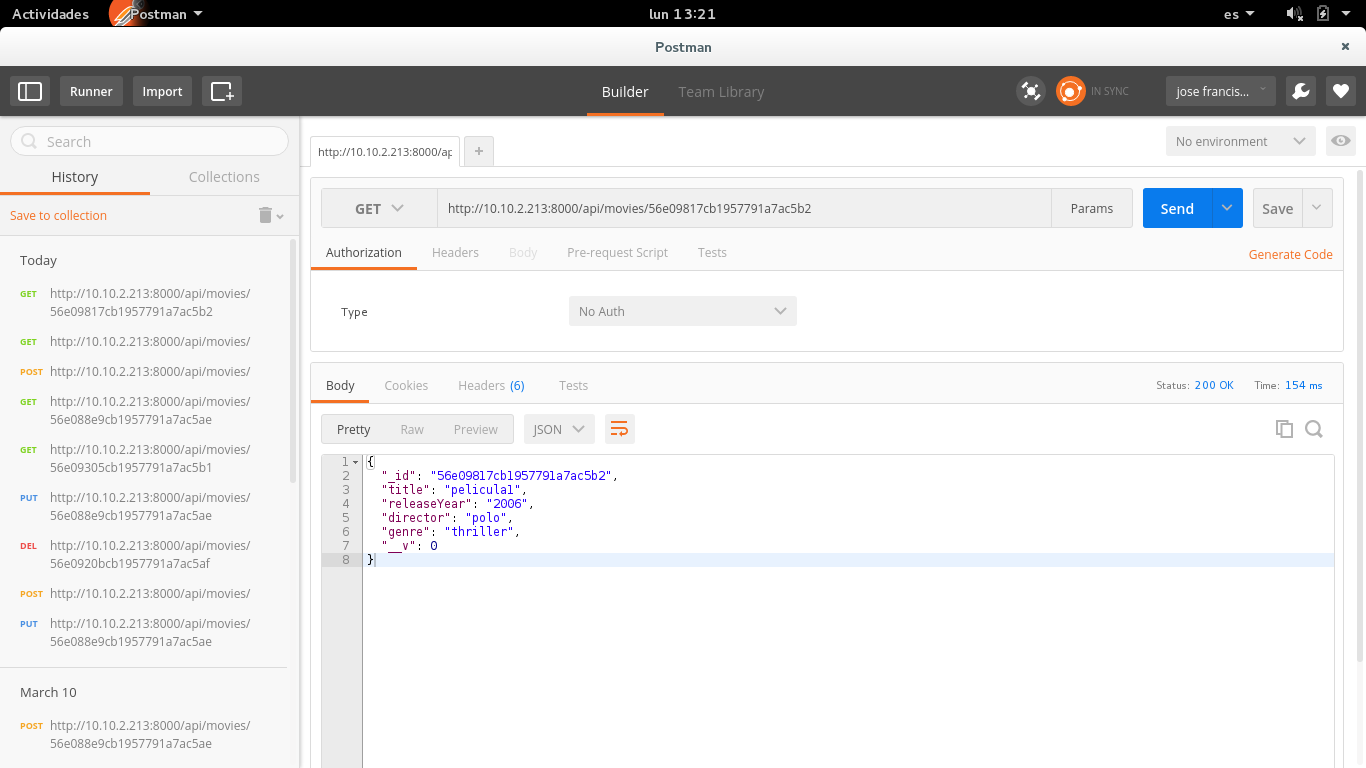 Actividades Postman lun 13:21 es
Postman
Runner Import Builder Team Library IN SYNC jose francis...
Search
History Collections
Save to collection
Today
GET http://10.10.2.213:8000/api/movies/
56e09817cb1957791a7ac5b2
GET http://10.10.2.213:8000/api/movies/
POST http://10.10.2.213:8000/api/movies/
GET http://10.10.2.213:8000/api/movies/
56e088e9cb1957791a7ac5ae
GET http://10.10.2.213:8000/api/movies/
56e09305cb1957791a7ac5b1
PUT http://10.10.2.213:8000/api/movies/
56e088e9cb1957791a7ac5ae
DEL http://10.10.2.213:8000/api/movies/
56e0920bcb1957791a7ac5af
POST http://10.10.2.213:8000/api/movies/
PUT http://10.10.2.213:8000/api/movies/
56e088e9cb1957791a7ac5ae
March 10
POST http://10.10.2.213:8000/api/movies/
56e088e9cb1957791a7ac5ae
http://10.10.2.213:8000/ap + No environment
GET http://10.10.2.213:8000/api/movies/56e09817cb1957791a7ac5b2 Params Send Save
Authorization Headers Body Pre-request Script Tests Generate Code
Type No Auth
Body Cookies Headers (6) Tests Status: 200 OK Time: 154 ms
Pretty Raw Preview JSON
1 {
2 "_id": "56e09817cb1957791a7ac5b2",
3 "title": "pelicula1",
4 "releaseYear": "2006",
5 "director": "polo",
6 "genre": "thriller",
7 "__v": 0
8 }